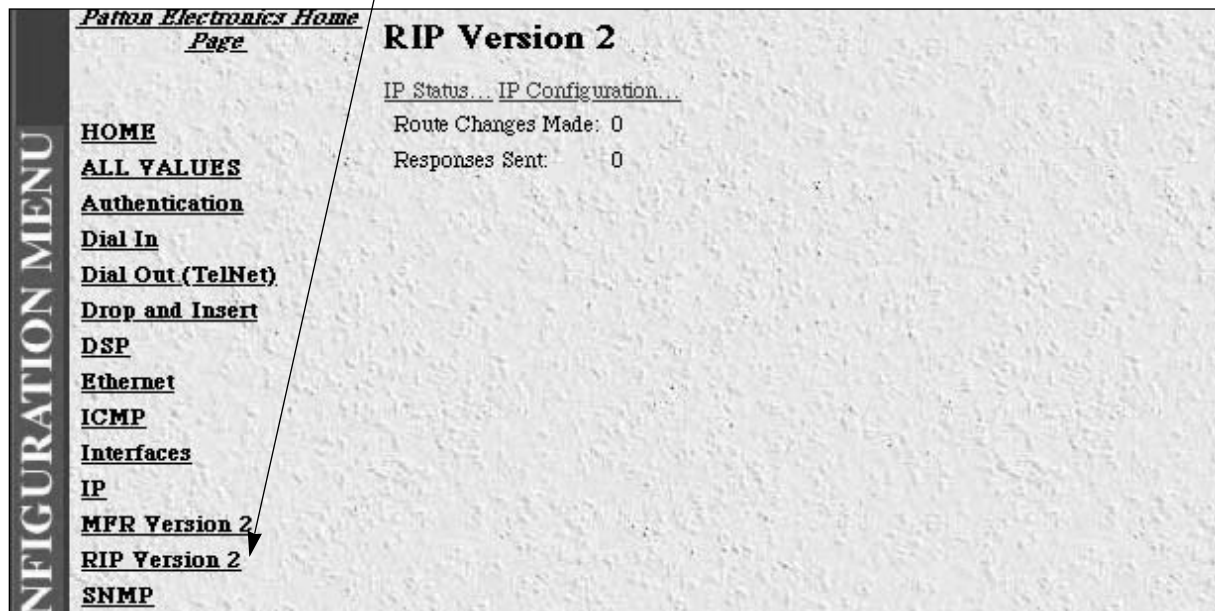 Patton Electronics Home
Page
NFIGURATION MENU
HOME
ALL VALUES
Authentication
Dial In
Dial Out (TelNet)
Drop and Insert
DSP
Ethernet
ICMP
Interfaces
IP
MFR Version 2
RIP Version 2
SNMP
RIP Version 2
IP Status... IP Configuration...
Route Changes Made: 0
Responses Sent: 0